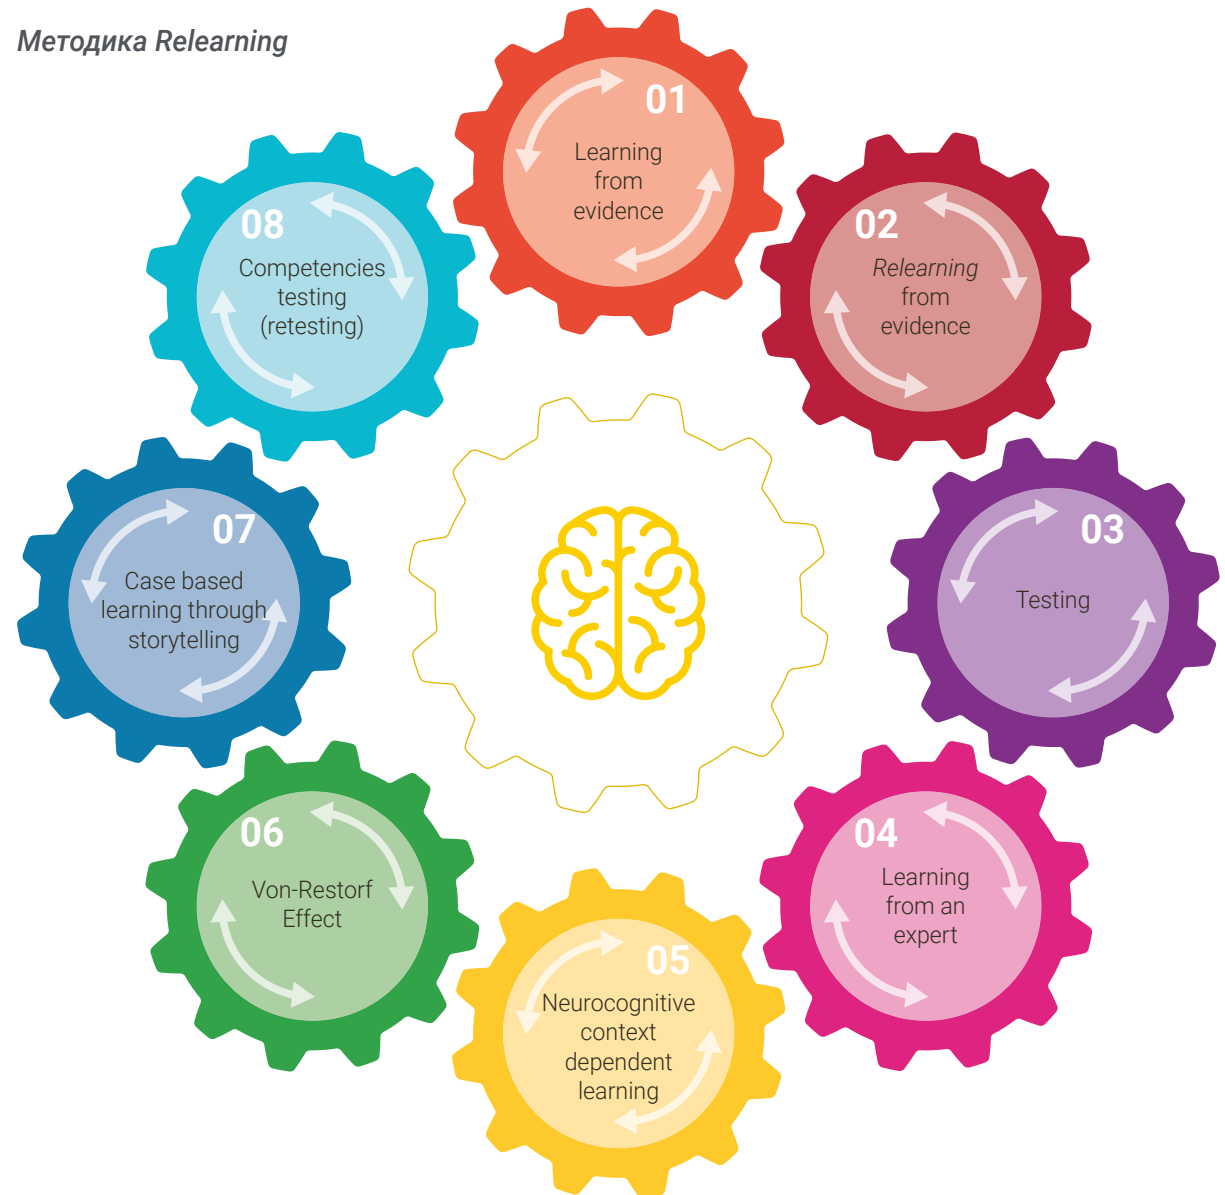 Методика Relearning
01
Learning
from
evidence
02
Relearning
from
evidence
03
Testing
04
Learning
from an
expert
05
Neurocognitive
context
dependent
learning
06
Von-Restorf
Effect
07
Case based
learning through
storytelling
08
Competencies
testing
(retesting)